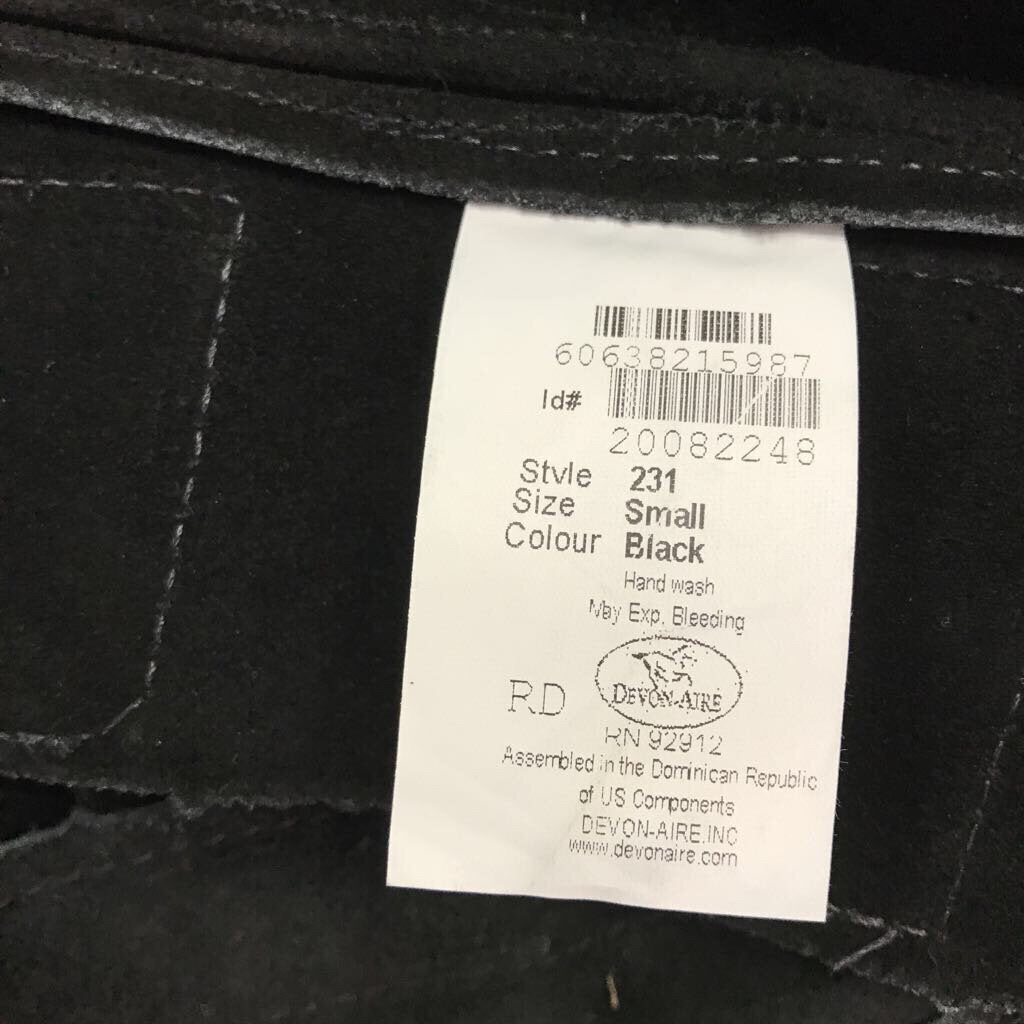 60638215987
Id#
20082248
Style 231
Size Small
Colour Black
Hand wash
May Exp. Bleeding
DEVON-AIRE
RD
RN 92912
Assembled in the Dominican Republic
of US Components
DEVON-AIRE.INC
www.devonaire.com